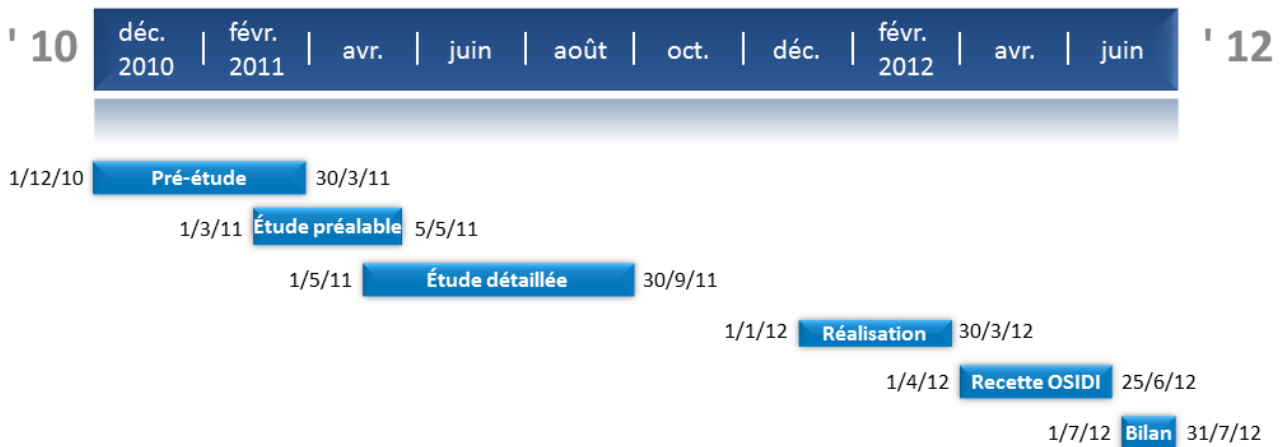 ' 10
déc. 2010 | févr. 2011 | avr. | juin | août | oct. | déc. | févr. 2012 | avr. | juin
' 12
1/12/10 Pré-étude 30/3/11
1/3/11 Étude préalable 5/5/11
1/5/11 Étude détaillée 30/9/11
1/1/12 Réalisation 30/3/12
1/4/12 Recette OSIDI 25/6/12
1/7/12 Bilan 31/7/12